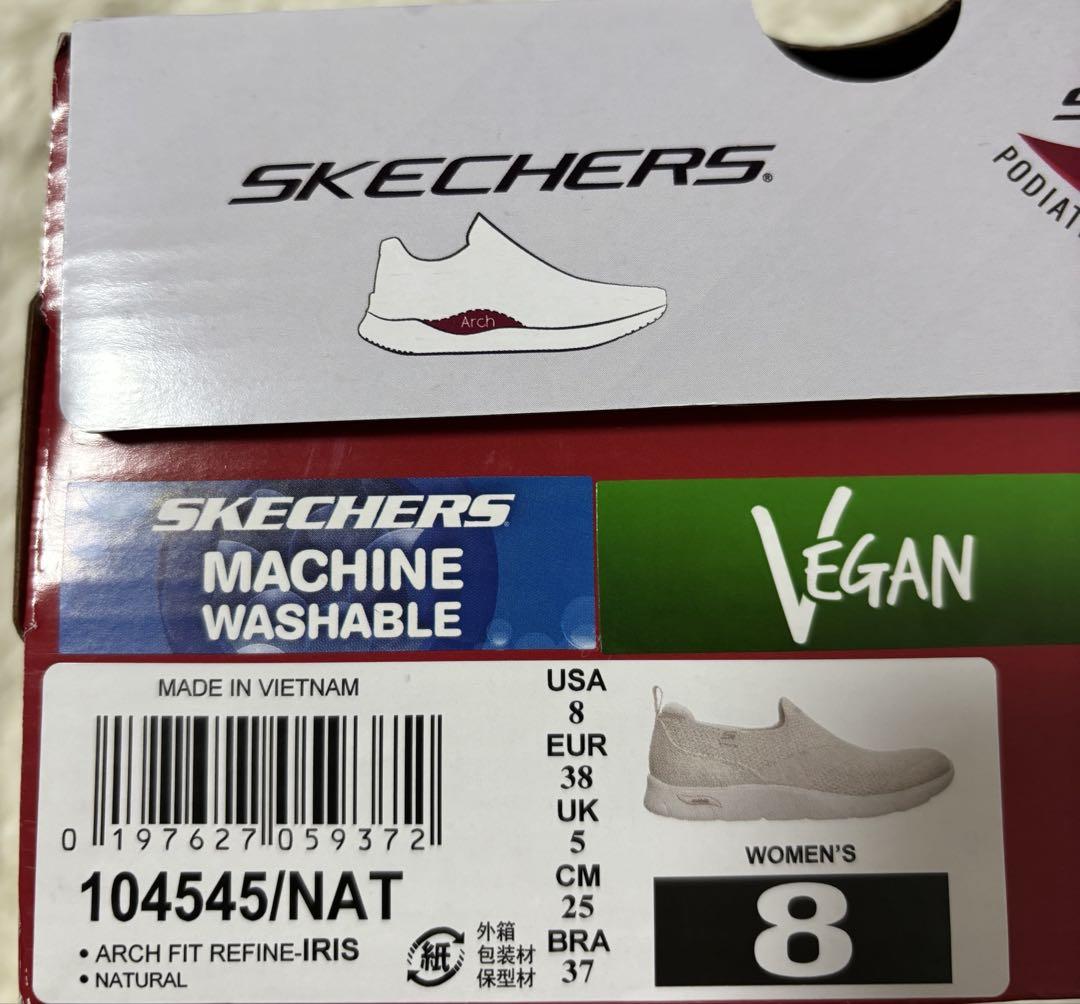 SKECHERS®
Arch
SKECHERS
MACHINE
WASHABLE
VEGAN
MADE IN VIETNAM
0 197627 059372
104545/NAT
• ARCH FIT REFINE-IRIS
• NATURAL
紙
外箱
包装材
保型材
USA
8
EUR
38
UK
5
CM
25
BRA
37
WOMEN'S
8